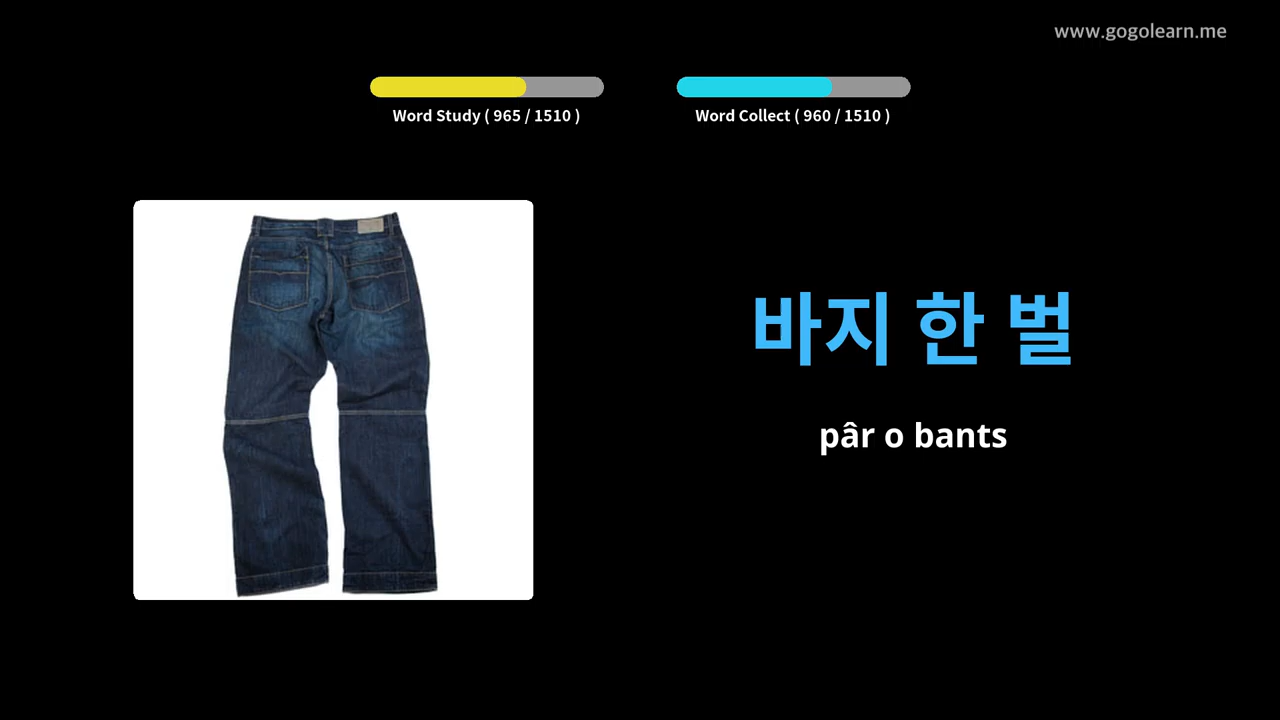 www.gogolearn.me
Word Study ( 965 / 1510 )
Word Collect ( 960 / 1510 )
바지 한 벌
pâr o bants